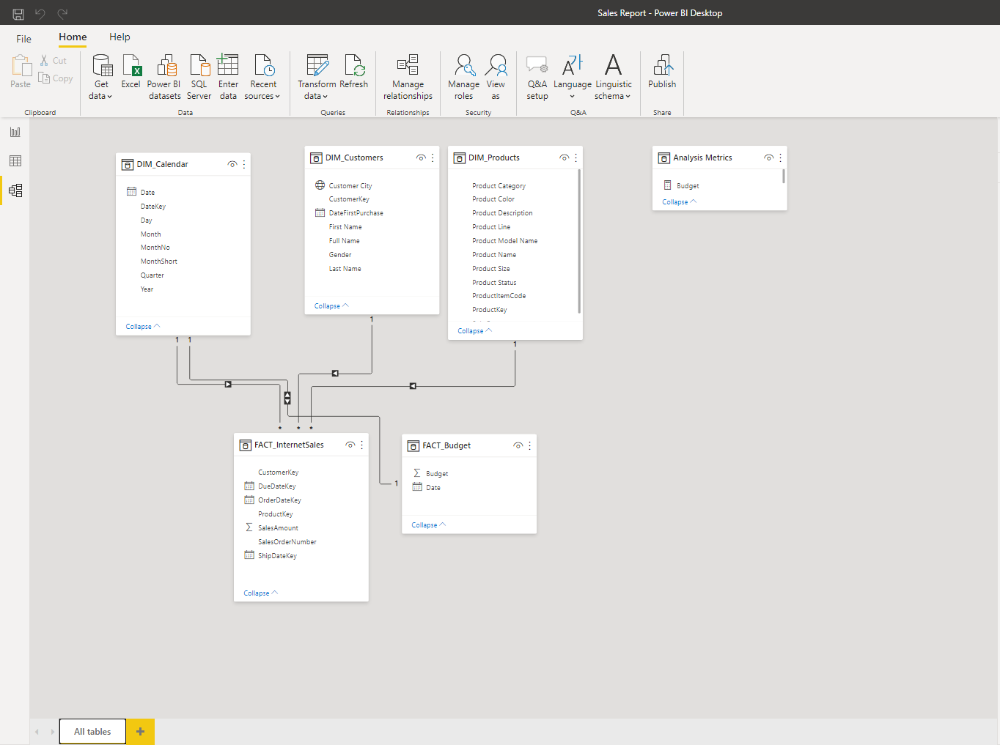 Sales Report - Power BI Desktop
File Home Help
Paste
Cut
Copy
Clipboard
Get data
Excel
Power BI datasets
SQL Server
Enter data
Recent sources
Data
Transform data
Refresh
Queries
Manage relationships
Relationships
Manage roles
View as
Security
Q&A setup
Language
Linguistic schema
Q&A
Publish
Share
DIM_Calendar
Date
DateKey
Day
Month
MonthNo
MonthShort
Quarter
Year
Collapse
DIM_Customers
Customer City
CustomerKey
DateFirstPurchase
First Name
Full Name
Gender
Last Name
Collapse
DIM_Products
Product Category
Product Color
Product Description
Product Line
Product Model Name
Product Name
Product Size
Product Status
ProductItemCode
ProductKey
Collapse
Analysis Metrics
Budget
Collapse
1 1
1
1
* * *
FACT_InternetSales
CustomerKey
DueDateKey
OrderDateKey
ProductKey
SalesAmount
SalesOrderNumber
ShipDateKey
Collapse
1
FACT_Budget
Budget
Date
Collapse
All tables